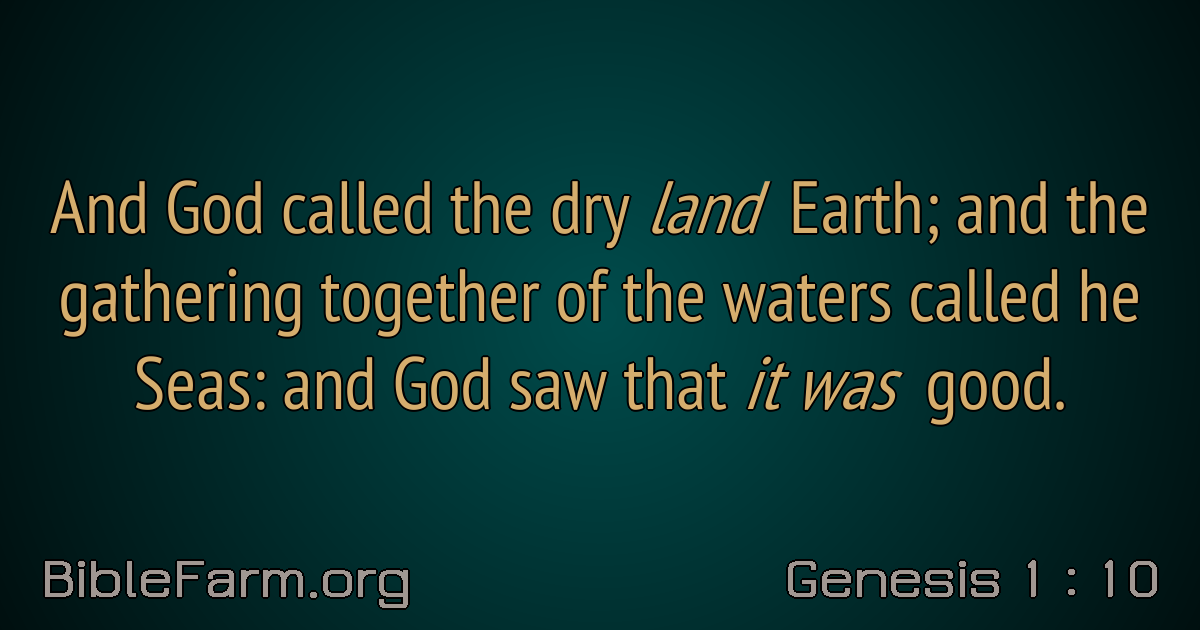 And God called the dry land Earth; and the
gathering together of the waters called he
Seas: and God saw that it was good.
BibleFarm.org
Genesis 1 : 10